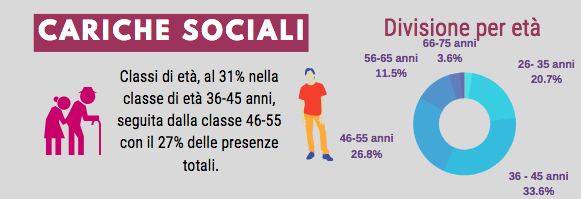 CARICHE SOCIALI
Classi di età, al 31% nella
classe di età 36-45 anni,
seguita dalla classe 46-55
con il 27% delle presenze
totali.
Divisione per età
66-75 anni
3.6%
56-65 anni
11.5%
26- 35 anni
20.7%
46-55 anni
26.8%
36 - 45 anni
33.6%